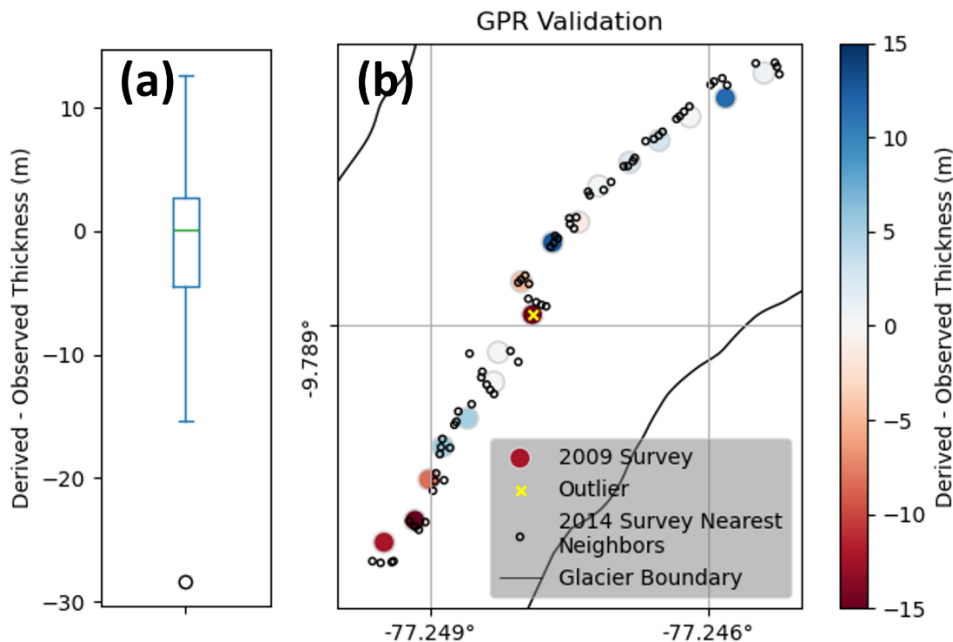 GPR Validation
(a)
(b)
Derived - Observed Thickness (m)
10
0
−10
−20
−30
-9.789°
-77.249°
-77.246°
2009 Survey
Outlier
2014 Survey Nearest
Neighbors
Glacier Boundary
15
10
5
0
−5
−10
−15
Derived - Observed Thickness (m)